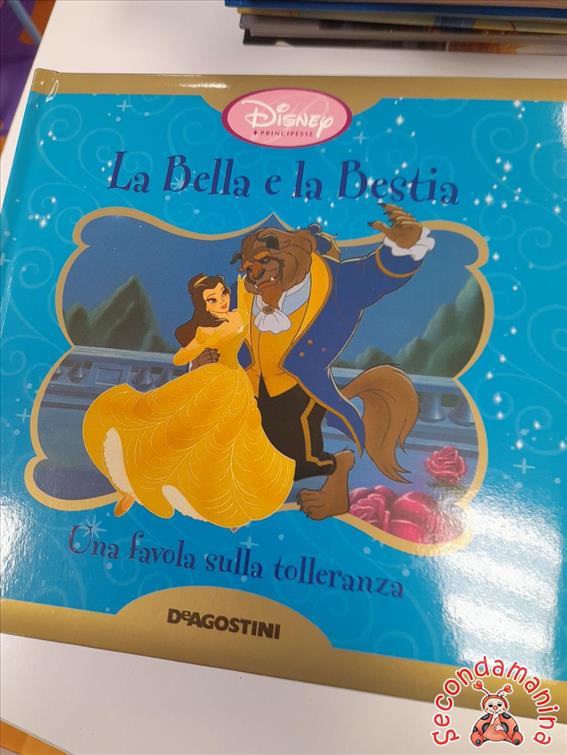 Disney
PRINCIPESSE
La Bella e la Bestia
Una favola sulla tolleranza
DeAGOSTINI
Secondamanina